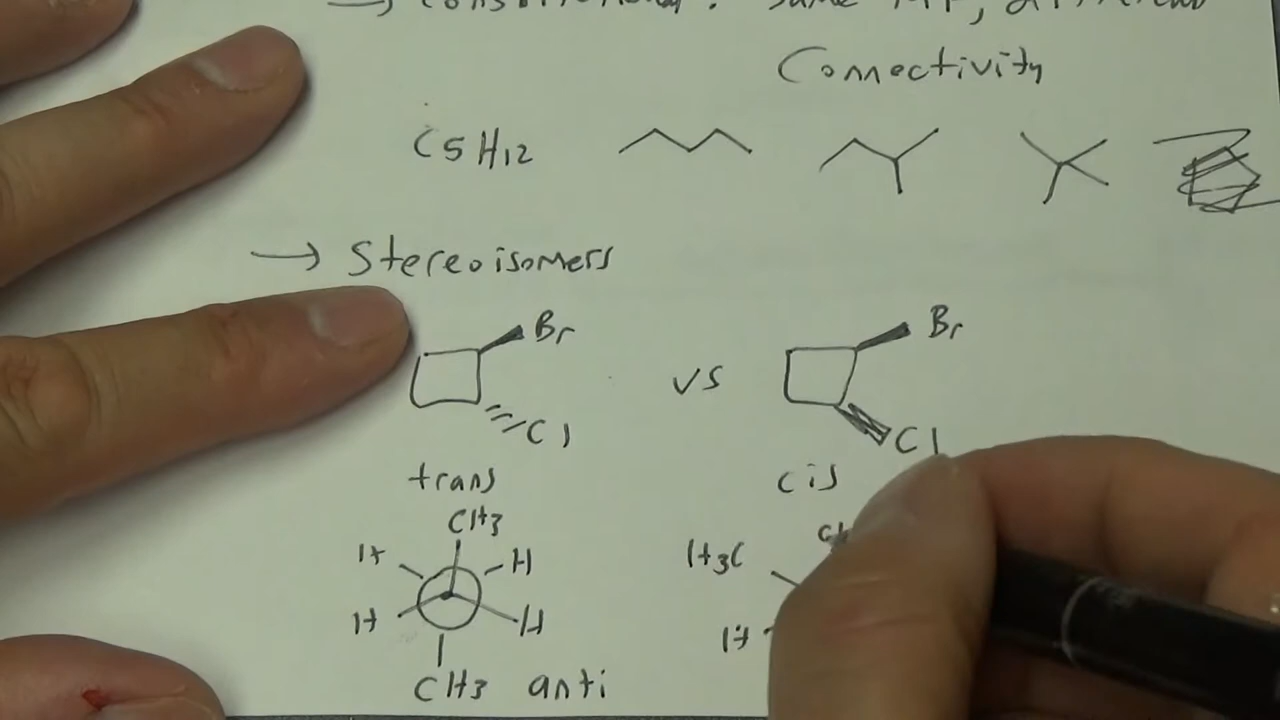 Connectivity
C5H12
→ Stereoisomers
Br vs Br
Cl Cl
trans cis
CH3
H H H3C
H H H
CH3 anti